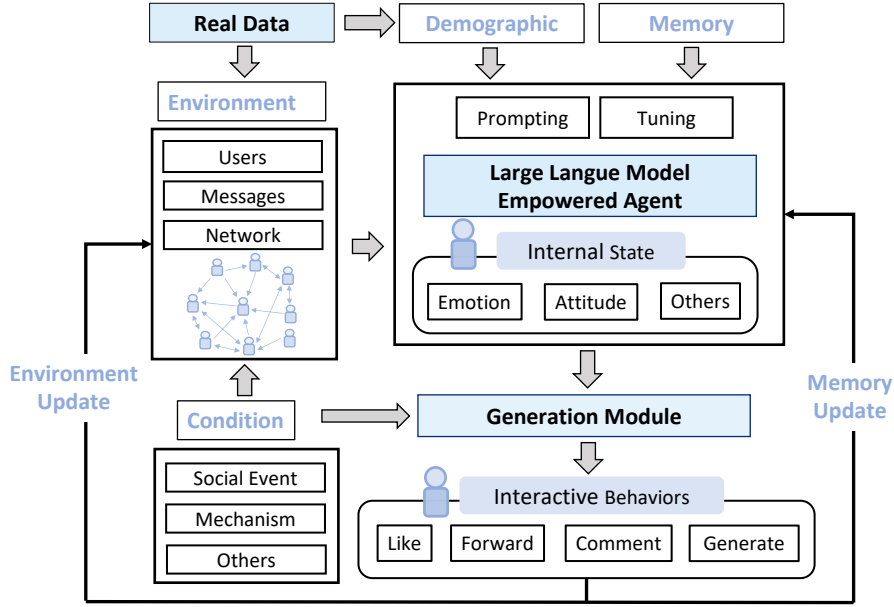 Real Data
Demographic
Memory
Environment
Users
Messages
Network
Prompting
Tuning
Large Langue Model
Empowered Agent
Internal State
Emotion
Attitude
Others
Environment
Update
Memory
Update
Condition
Generation Module
Social Event
Mechanism
Others
Interactive Behaviors
Like
Forward
Comment
Generate